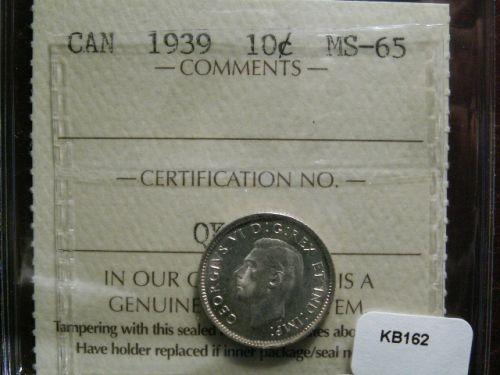 CAN 1939 10¢ MS-65
— COMMENTS —
— CERTIFICATION NO. —
IN OUR IS A
GENUINE
Tampering with this sealed
Have holder replaced if inner package/seal
GEORGIVS VI D:G:REX ET IND:IMP:
KB162